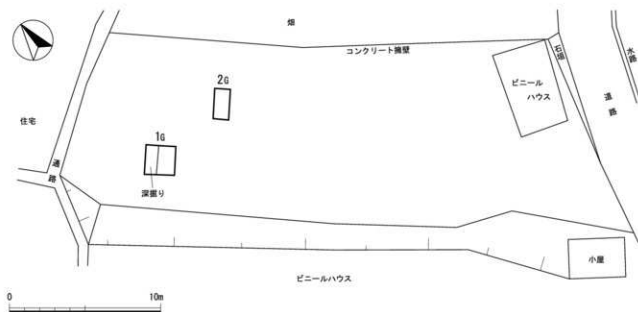 畑
コンクリート擁壁
石垣
水路
道路
ビニール
ハウス
2G
住宅
1G
通路
深掘り
小屋
ビニールハウス
0
10m